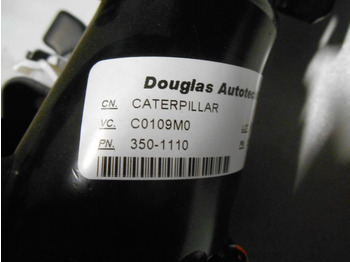 Douglas Autotec
CN. CATERPILLAR
VC. C0109M0
PN. 350-1110